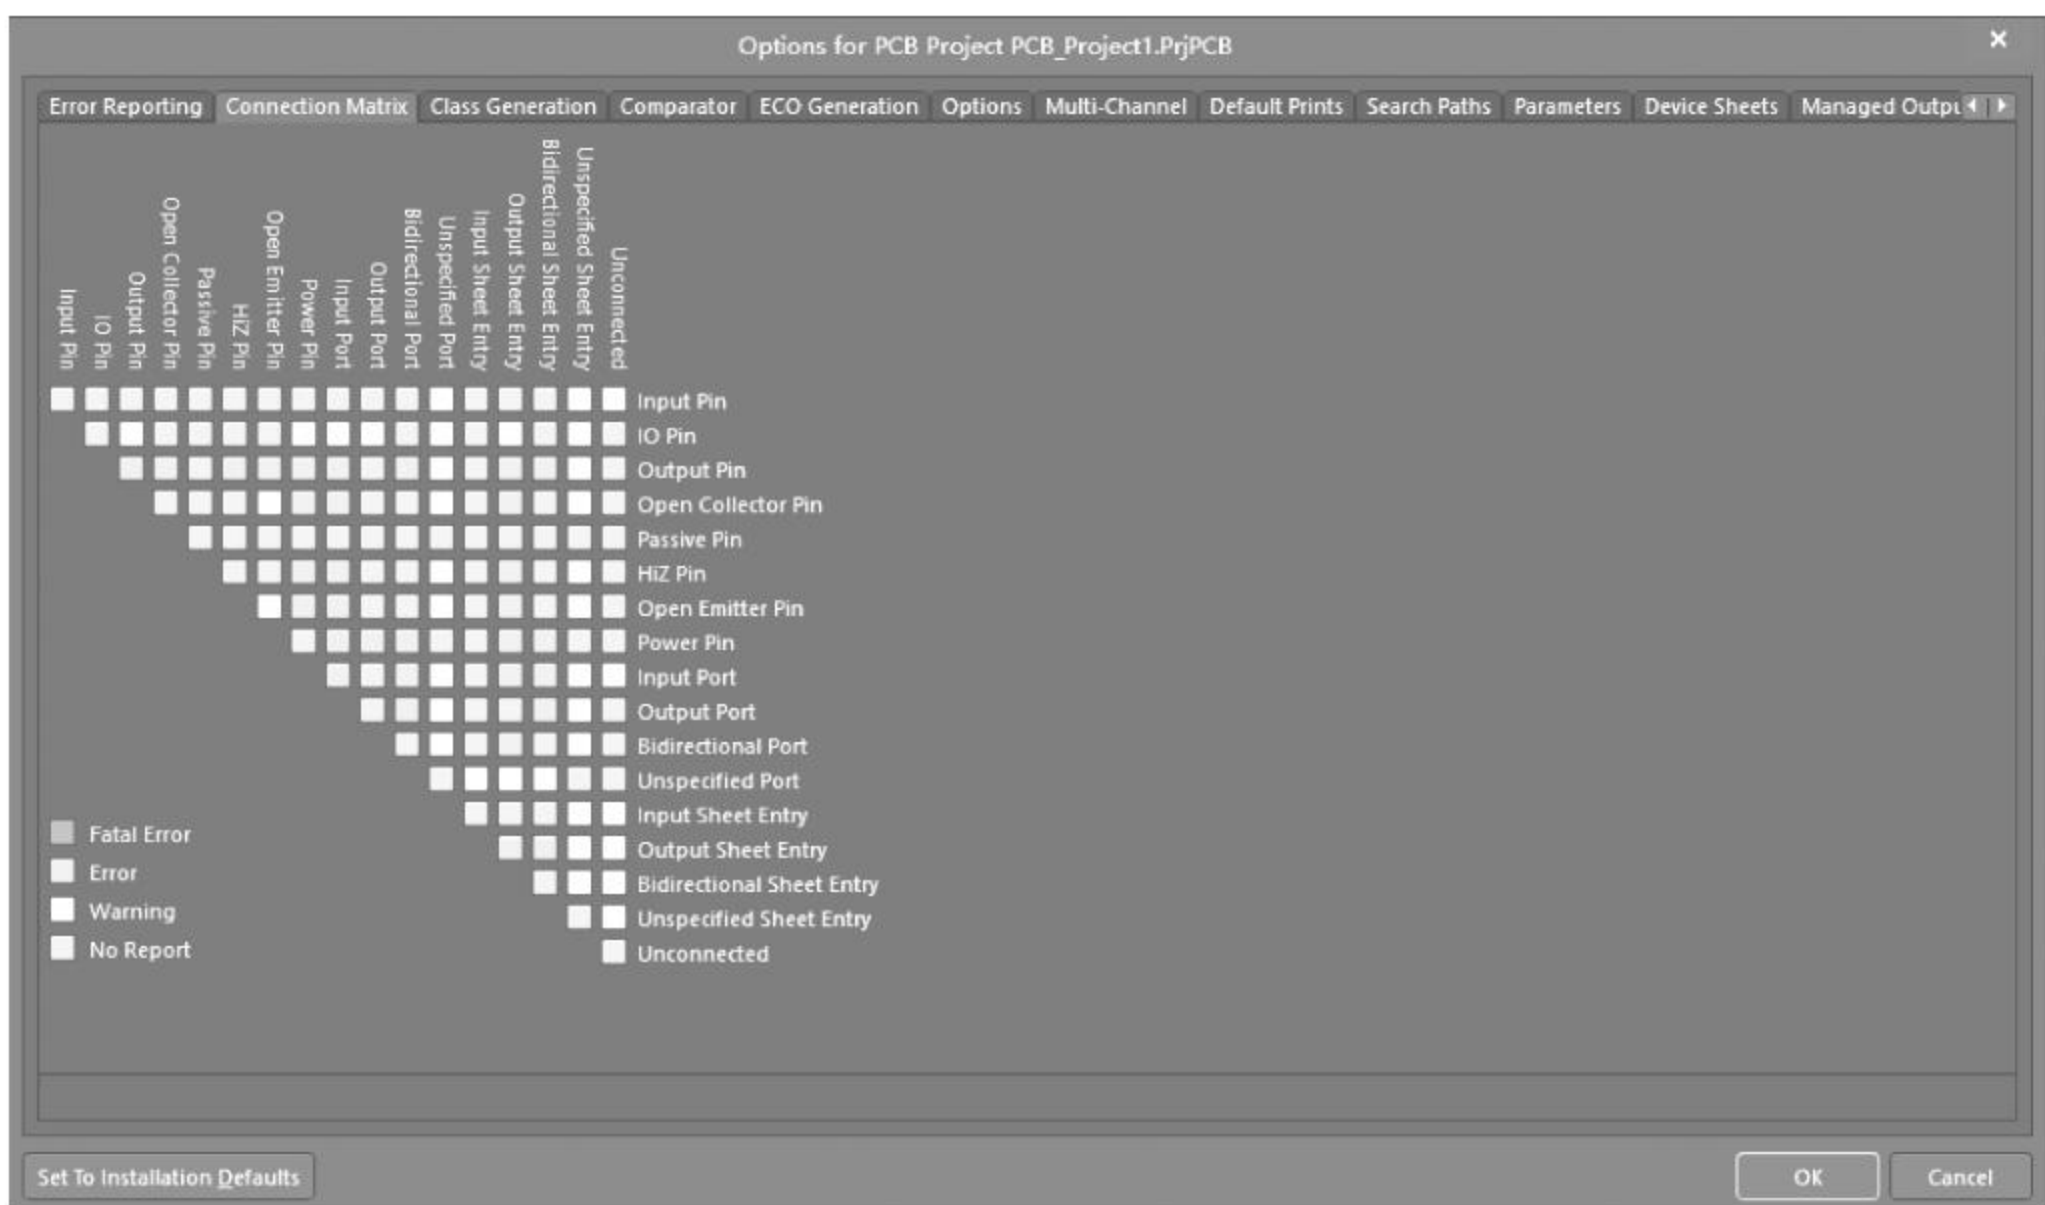 Options for PCB Project PCB_Project1.PrjPCB
Error Reporting Connection Matrix Class Generation Comparator ECO Generation Options Multi-Channel Default Prints Search Paths Parameters Device Sheets Managed Outpu
Input Pin
IO Pin
Output Pin
Open Collector Pin
Passive Pin
HiZ Pin
Open Emitter Pin
Power Pin
Input Port
Output Port
Bidirectional Port
Unspecified Port
Input Sheet Entry
Output Sheet Entry
Bidirectional Sheet Entry
Unspecified Sheet Entry
Unconnected
Input Pin
IO Pin
Output Pin
Open Collector Pin
Passive Pin
HiZ Pin
Open Emitter Pin
Power Pin
Input Port
Output Port
Bidirectional Port
Unspecified Port
Input Sheet Entry
Output Sheet Entry
Bidirectional Sheet Entry
Unspecified Sheet Entry
Unconnected
Fatal Error
Error
Warning
No Report
Set To Installation Defaults
OK
Cancel